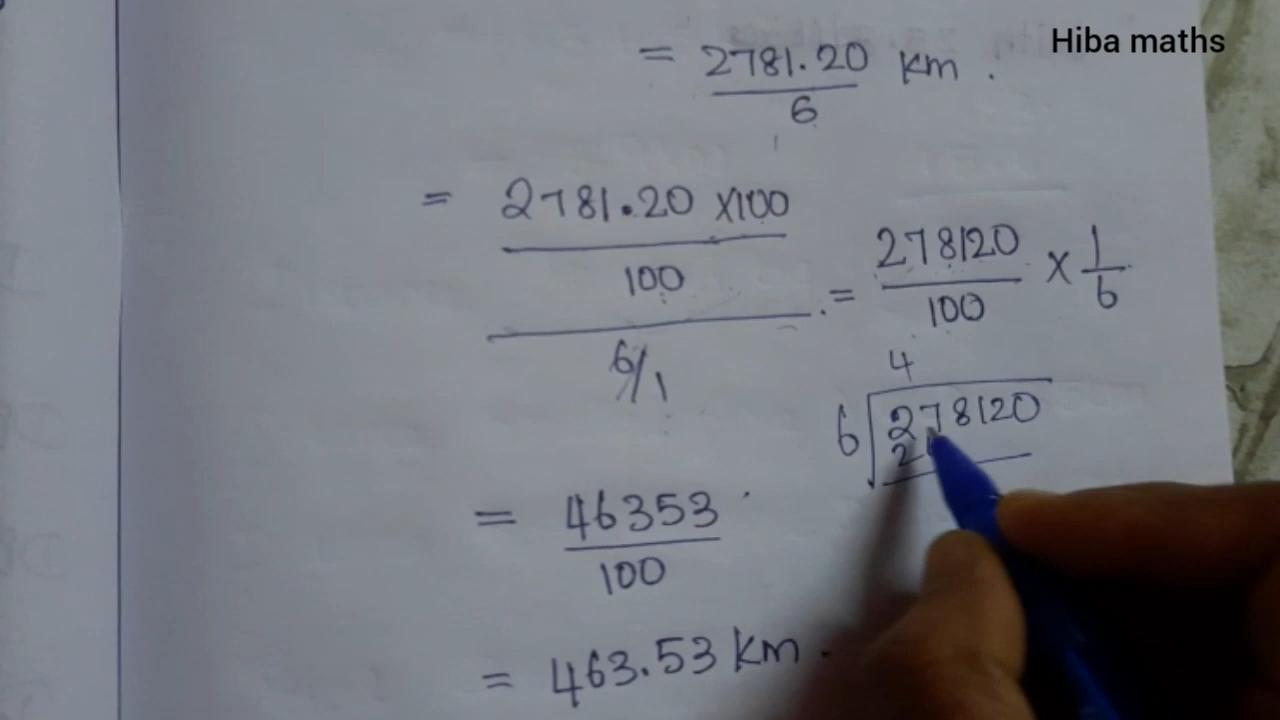 Hiba maths
= 2781.20 km.
6
= 2781.20 x100
100
6/1
= 278120 x 1
100 6
4
6 278120
2
= 46353
100
= 463.53 km.